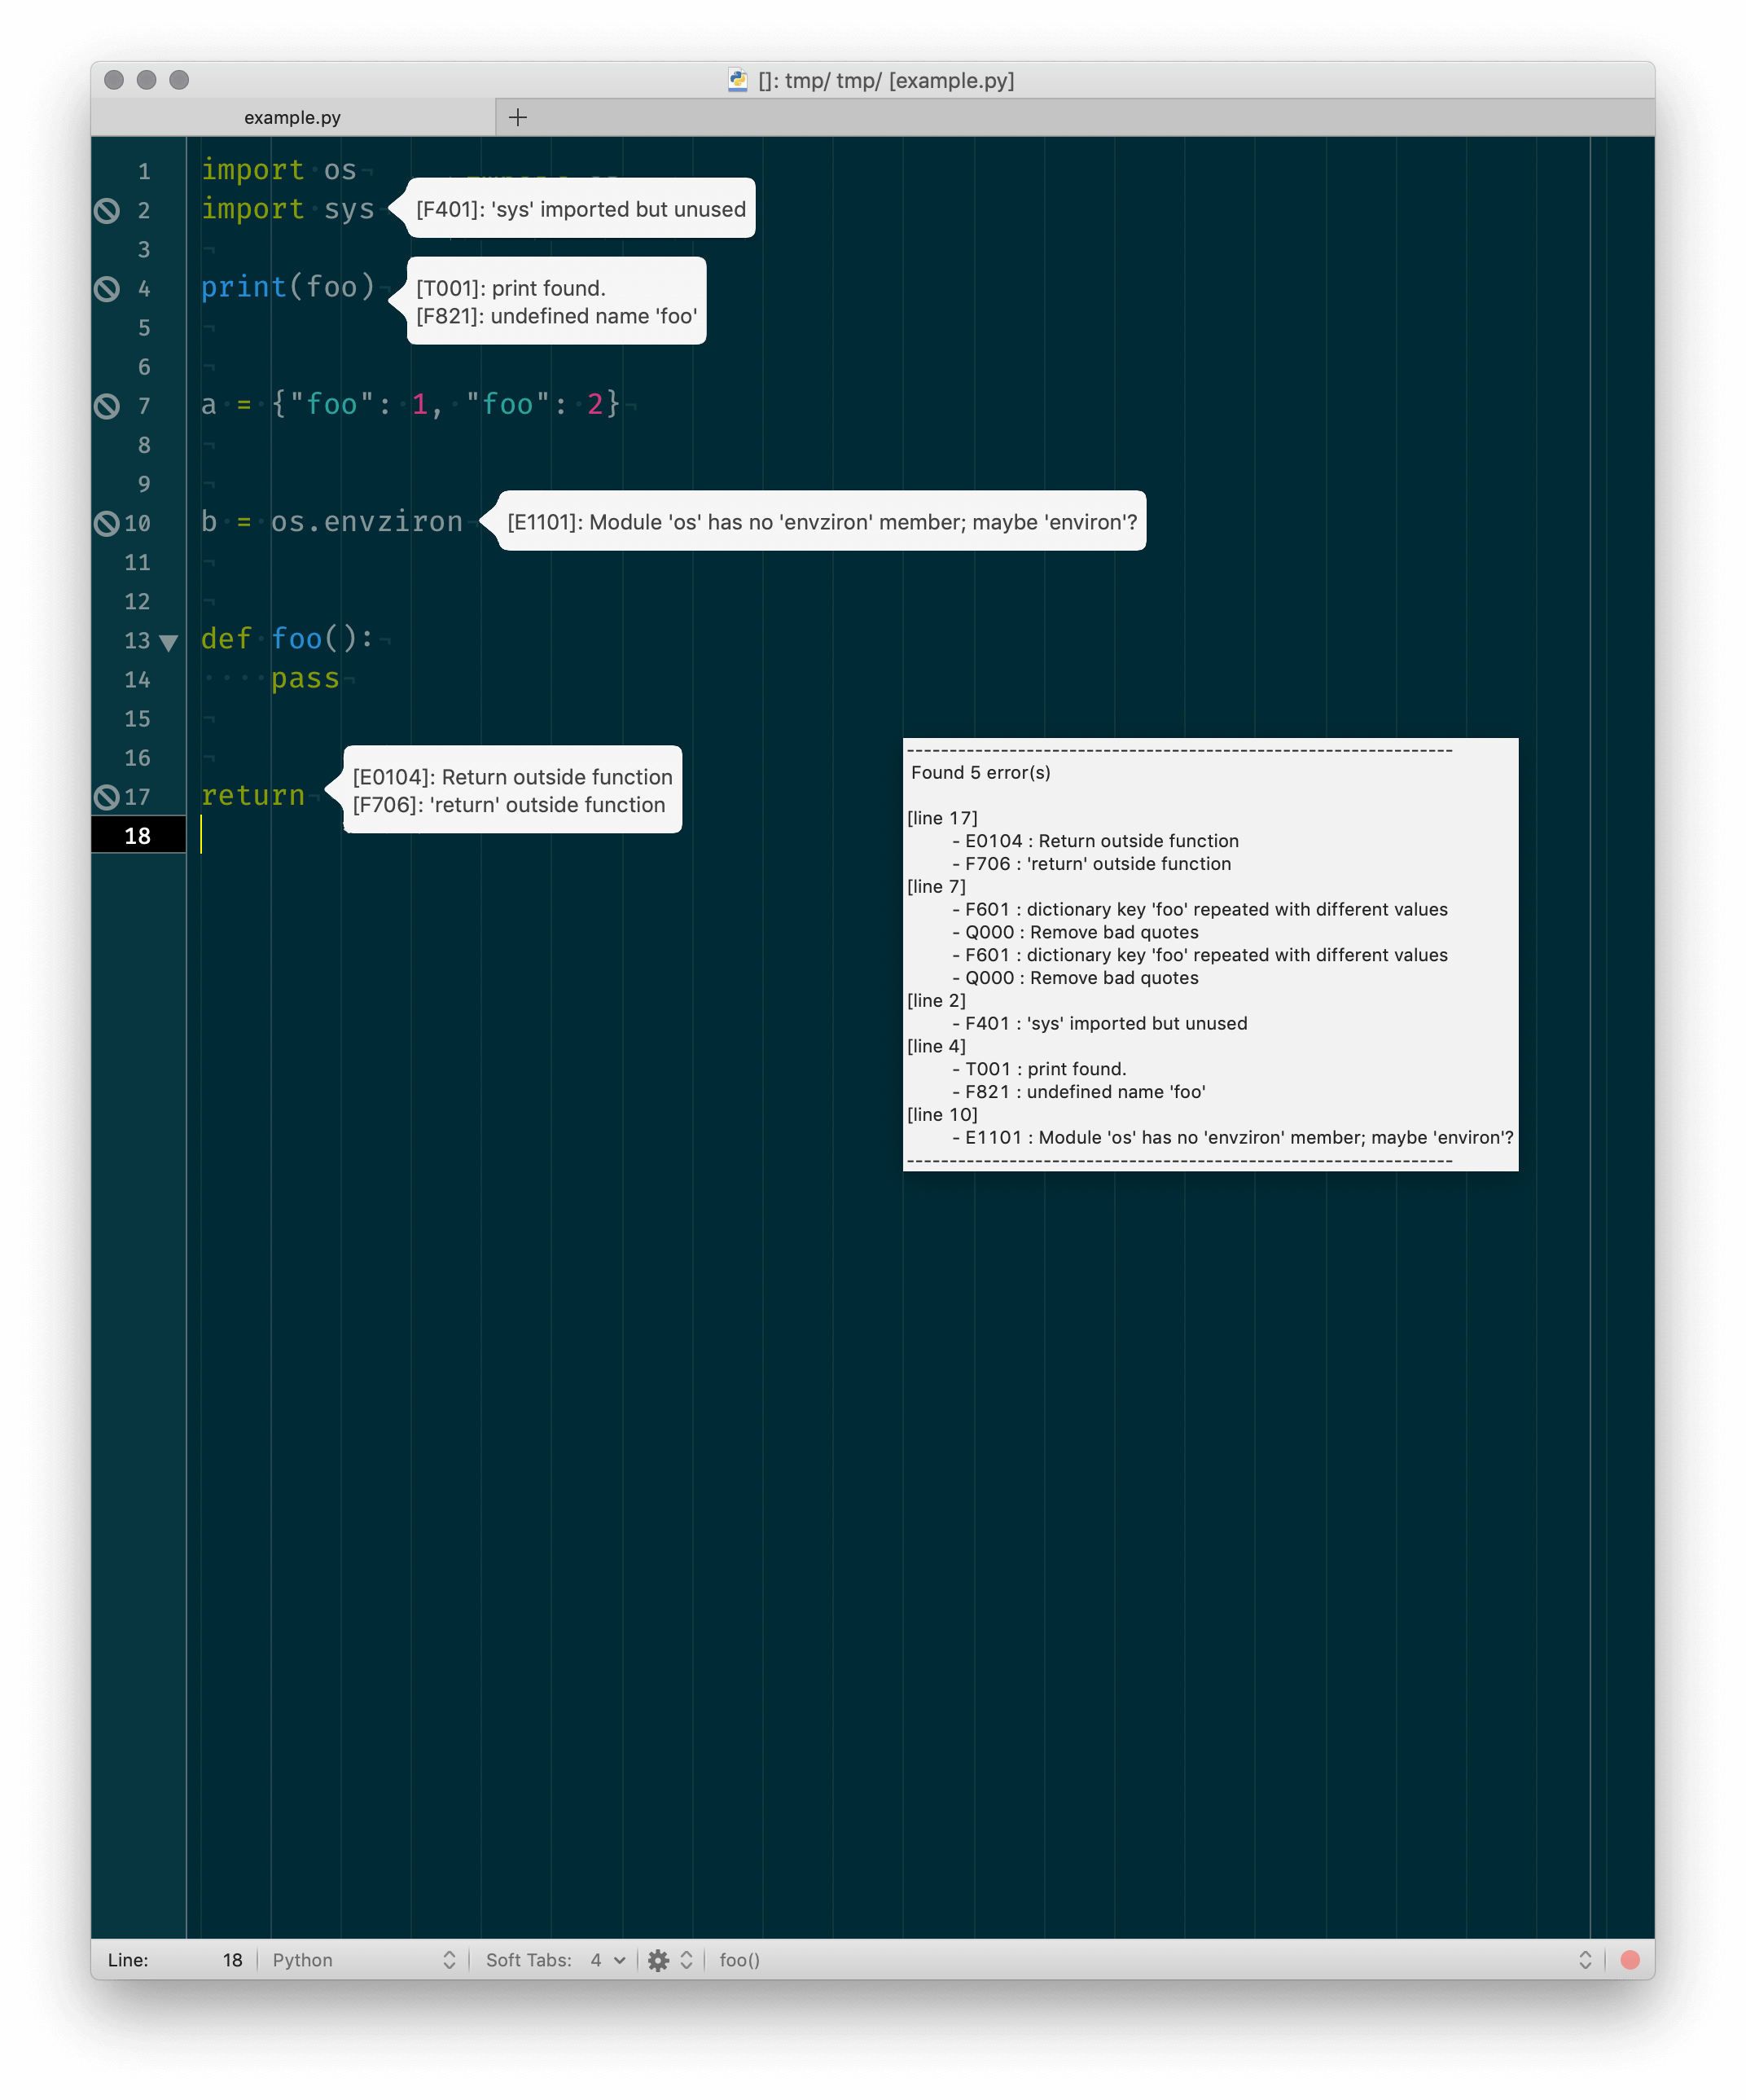 []: tmp/ tmp/ [example.py]
example.py
1 import os
2 import sys
[F401]: 'sys' imported but unused
3
4 print(foo)
[T001]: print found.
[F821]: undefined name 'foo'
5
6
7 a = {"foo": 1, "foo": 2}
8
9
10 b = os.envziron
[E1101]: Module 'os' has no 'envziron' member; maybe 'environ'?
11
12
13 def foo():
14     pass
15
16
17 return
[E0104]: Return outside function
[F706]: 'return' outside function
18
----------------------------------------------------------------
Found 5 error(s)
[line 17]
- E0104 : Return outside function
- F706 : 'return' outside function
[line 7]
- F601 : dictionary key 'foo' repeated with different values
- Q000 : Remove bad quotes
- F601 : dictionary key 'foo' repeated with different values
- Q000 : Remove bad quotes
[line 2]
- F401 : 'sys' imported but unused
[line 4]
- T001 : print found.
- F821 : undefined name 'foo'
[line 10]
- E1101 : Module 'os' has no 'envziron' member; maybe 'environ'?
----------------------------------------------------------------
Line: 18 Python Soft Tabs: 4 foo()